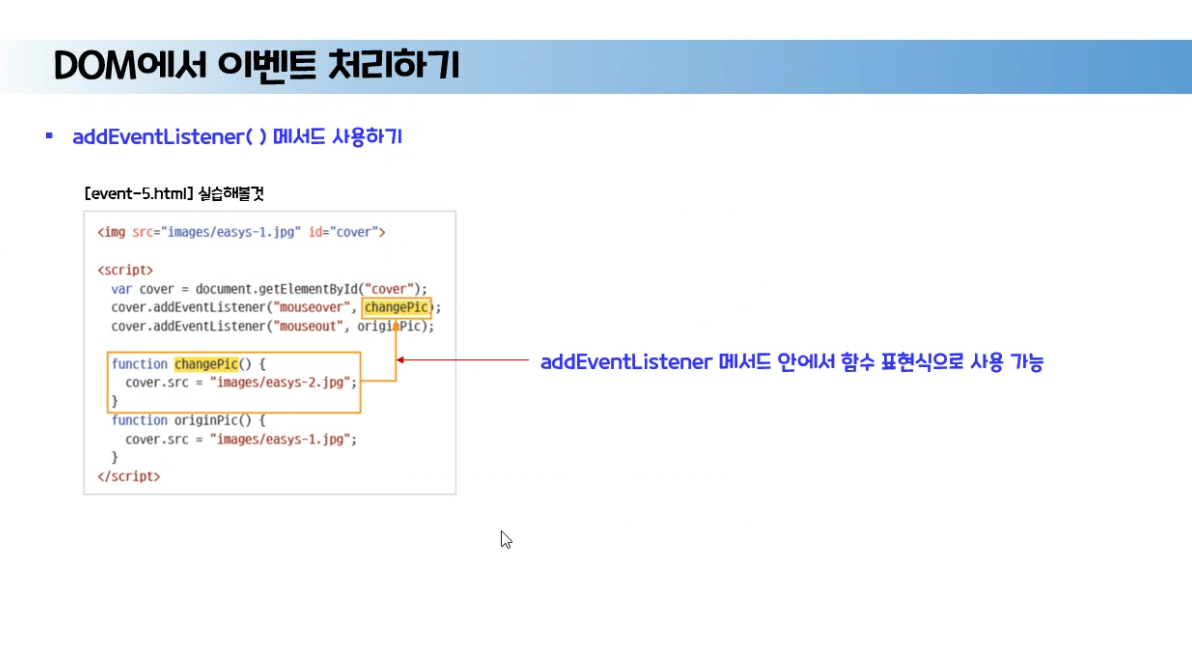 DOM에서 이벤트 처리하기
▪ addEventListener( ) 메서드 사용하기
[event-5.html] 실습해볼것
<img src="images/easys-1.jpg" id="cover">
<script>
var cover = document.getElementById("cover");
cover.addEventListener("mouseover", changePic);
cover.addEventListener("mouseout", originPic);
function changePic() {
cover.src = "images/easys-2.jpg";
}
addEventListener 메서드 안에서 함수 표현식으로 사용 가능
function originPic() {
cover.src = "images/easys-1.jpg";
}
</script>